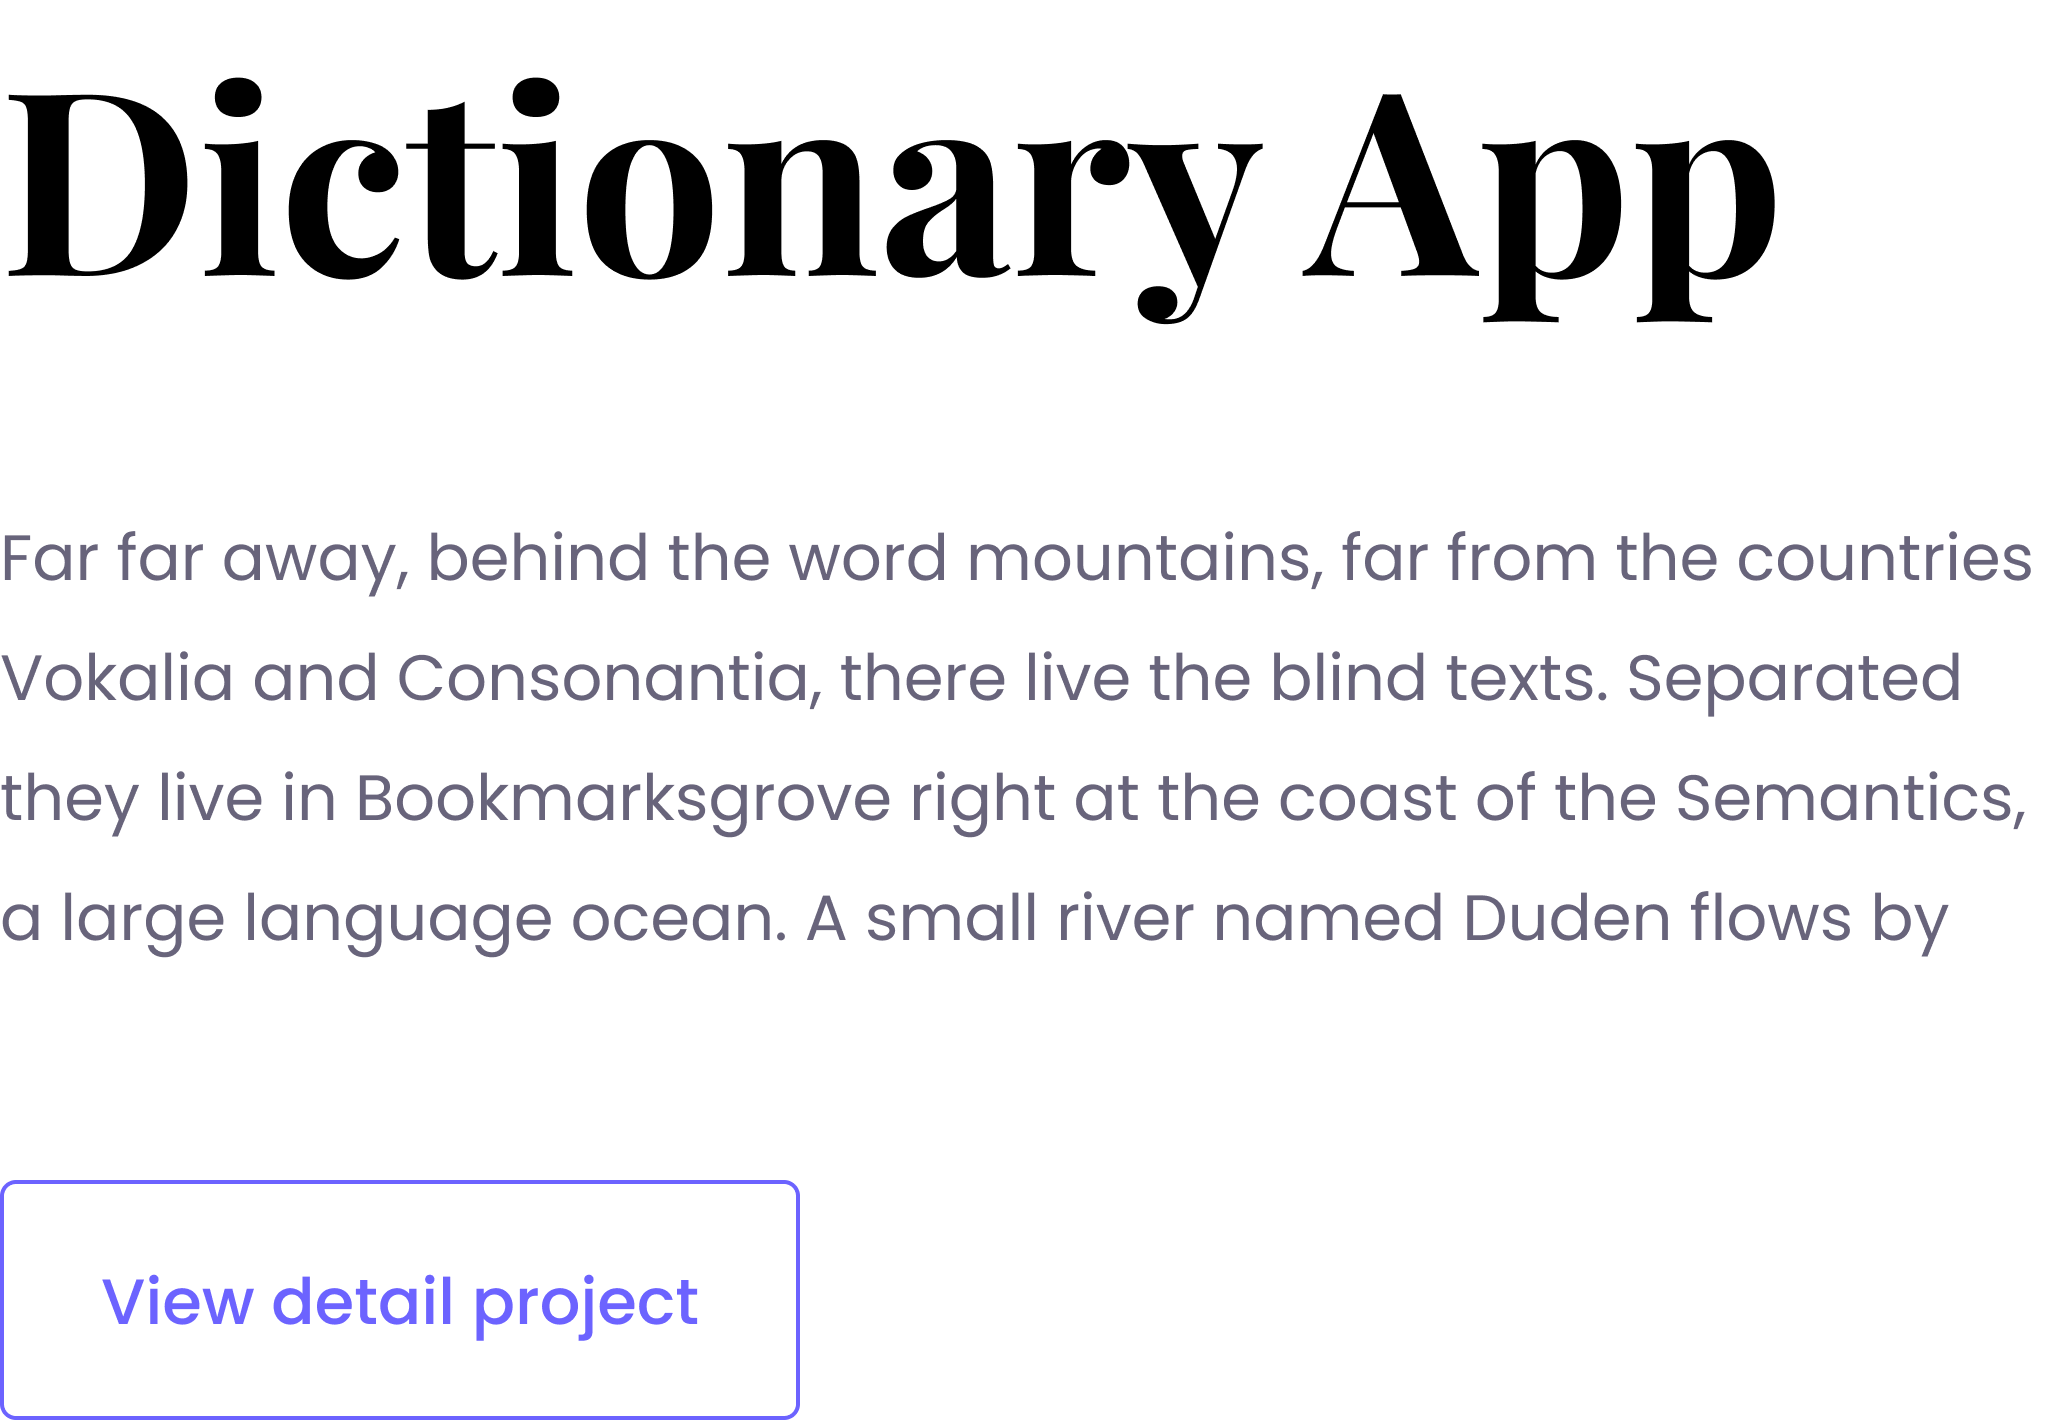 Dictionary App
Far far away, behind the word mountains, far from the countries
Vokalia and Consonantia, there live the blind texts. Separated
they live in Bookmarksgrove right at the coast of the Semantics,
a large language ocean. A small river named Duden flows by
View detail project